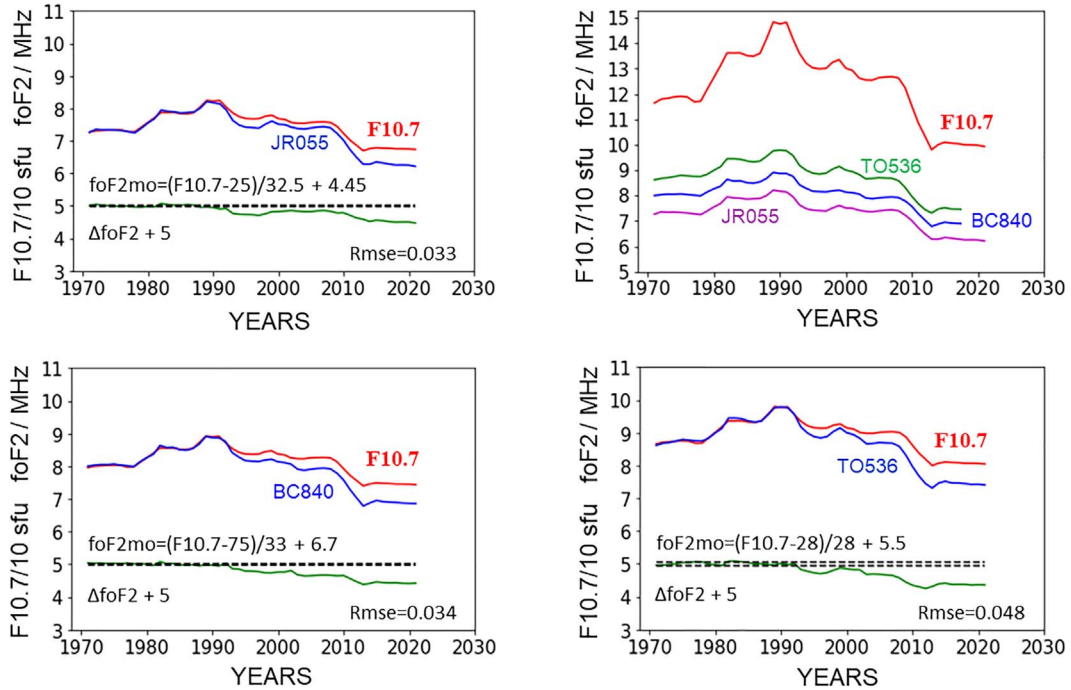 F10.7/10 sfu foF2 / MHz
11
10
9
8
7
6
5
4
3
F10.7
JR055
foF2mo=(F10.7-25)/32.5 + 4.45
ΔfoF2 + 5
Rmse=0.033
1970 1980 1990 2000 2010 2020 2030
YEARS
F10.7/10 sfu foF2 / MHz
15
14
13
12
11
10
9
8
7
6
5
F10.7
TO536
BC840
JR055
1970 1980 1990 2000 2010 2020 2030
YEARS
F10.7/10 sfu foF2 / MHz
11
10
9
8
7
6
5
4
3
F10.7
BC840
foF2mo=(F10.7-75)/33 + 6.7
ΔfoF2 + 5
Rmse=0.034
1970 1980 1990 2000 2010 2020 2030
YEARS
F10.7/10 sfu foF2 / MHz
11
10
9
8
7
6
5
4
3
F10.7
TO536
foF2mo=(F10.7-28)/28 + 5.5
ΔfoF2 + 5
Rmse=0.048
1970 1980 1990 2000 2010 2020 2030
YEARS